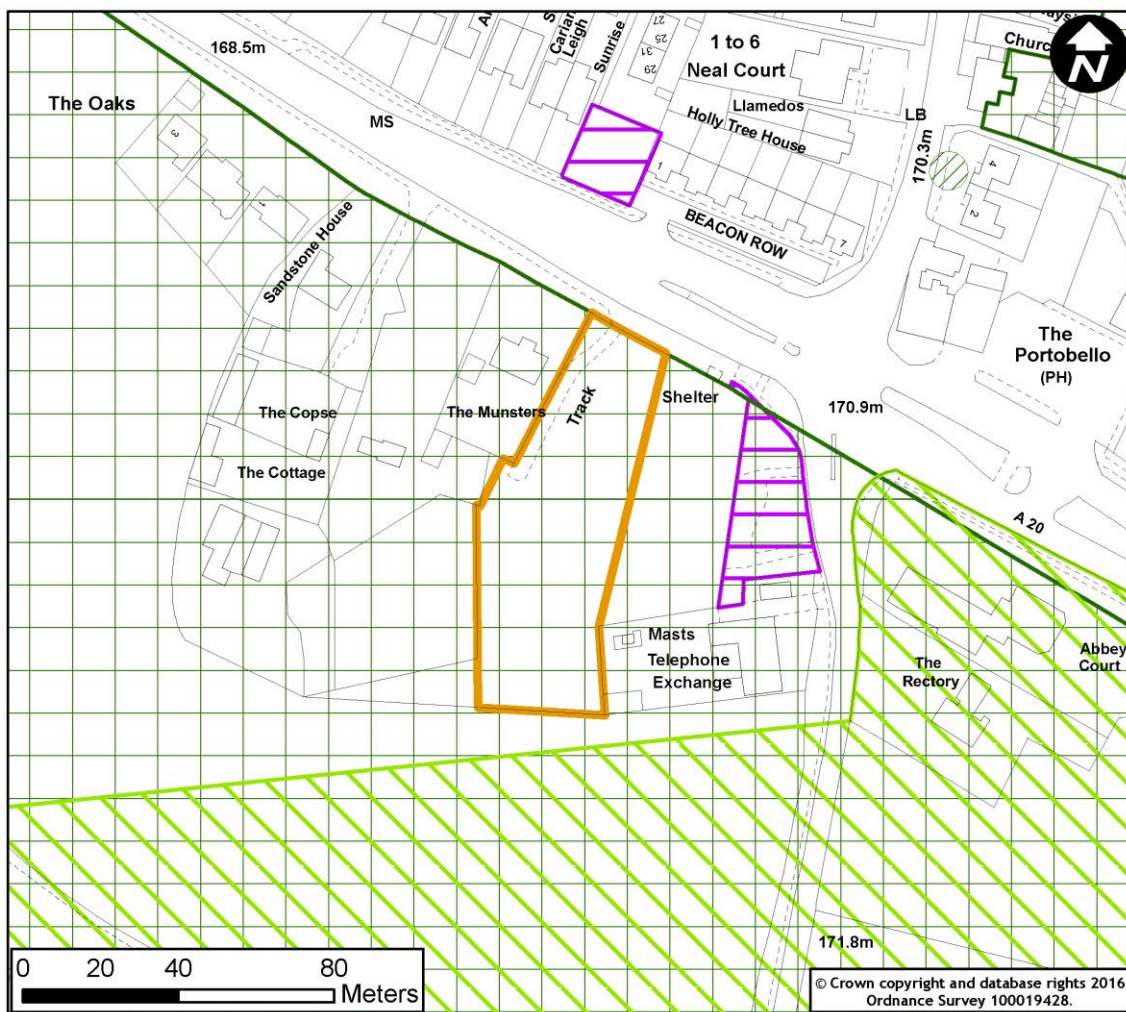 168.5m
The Oaks
MS
Carian
Leigh
Sunrise
27
25
31
29
1 to 6
Neal Court
Llamedos
Holly Tree House
LB
170.3m
Church
N
3
1
4
2
1
7
BEACON ROW
Sandstone House
The
Portobello
(PH)
The Copse
The Munsters
Track
Shelter
170.9m
The Cottage
A 20
Masts
Telephone
Exchange
The
Rectory
Abbey
Court
171.8m
0 20 40 80
Meters
© Crown copyright and database rights 2016
Ordnance Survey 100019428.